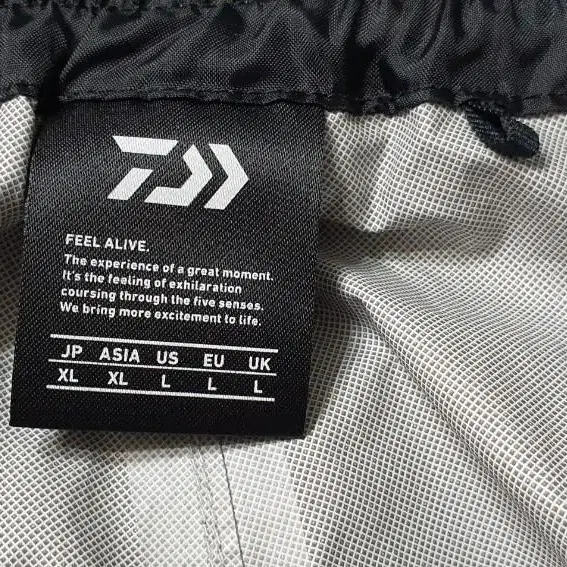 FEEL ALIVE.
The experience of a great moment.
It's the feeling of exhilaration
coursing through the five senses.
We bring more excitement to life.
JP ASIA US EU UK
XL XL L L L